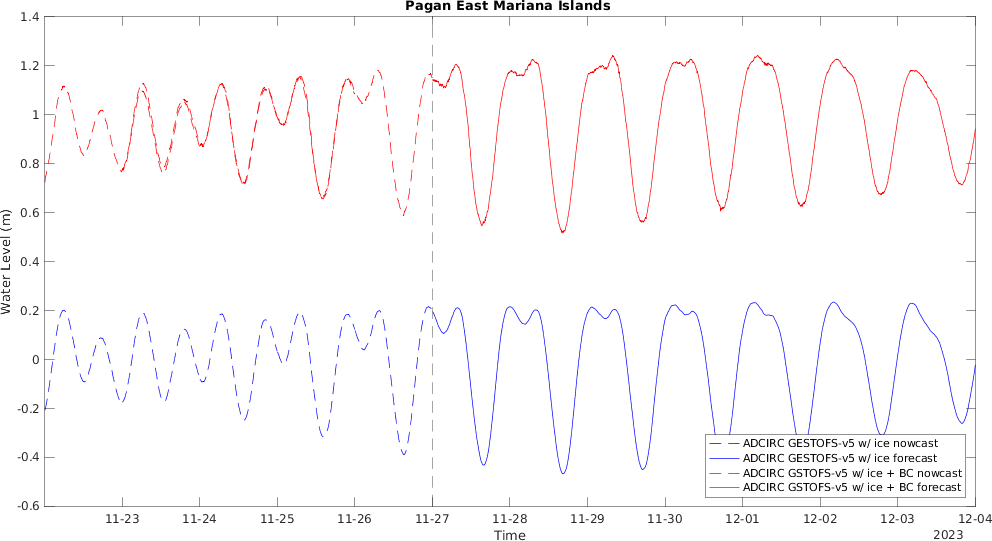 Pagan East Mariana Islands
1.4
1.2
1
0.8
0.6
0.4
0.2
0
-0.2
-0.4
-0.6
Water Level (m)
ADCIRC GESTOFS-v5 w/ ice nowcast
ADCIRC GESTOFS-v5 w/ ice forecast
ADCIRC GSTOFS-v5 w/ ice + BC nowcast
ADCIRC GSTOFS-v5 w/ ice + BC forecast
11-23 11-24 11-25 11-26 11-27 11-28 11-29 11-30 12-01 12-02 12-03 12-04
Time
2023